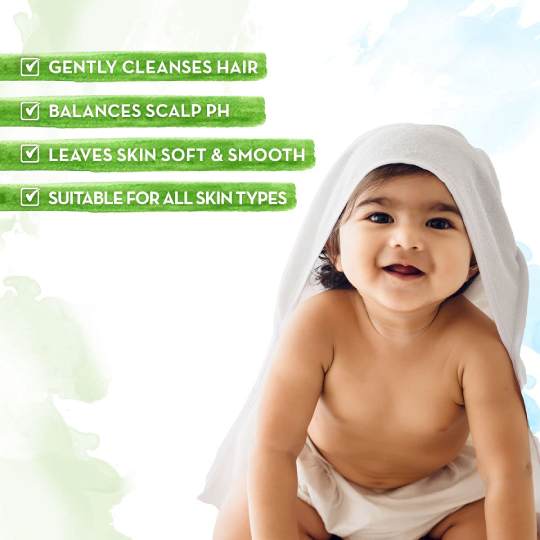 GENTLY CLEANSES HAIR
BALANCES SCALP PH
LEAVES SKIN SOFT & SMOOTH
SUITABLE FOR ALL SKIN TYPES